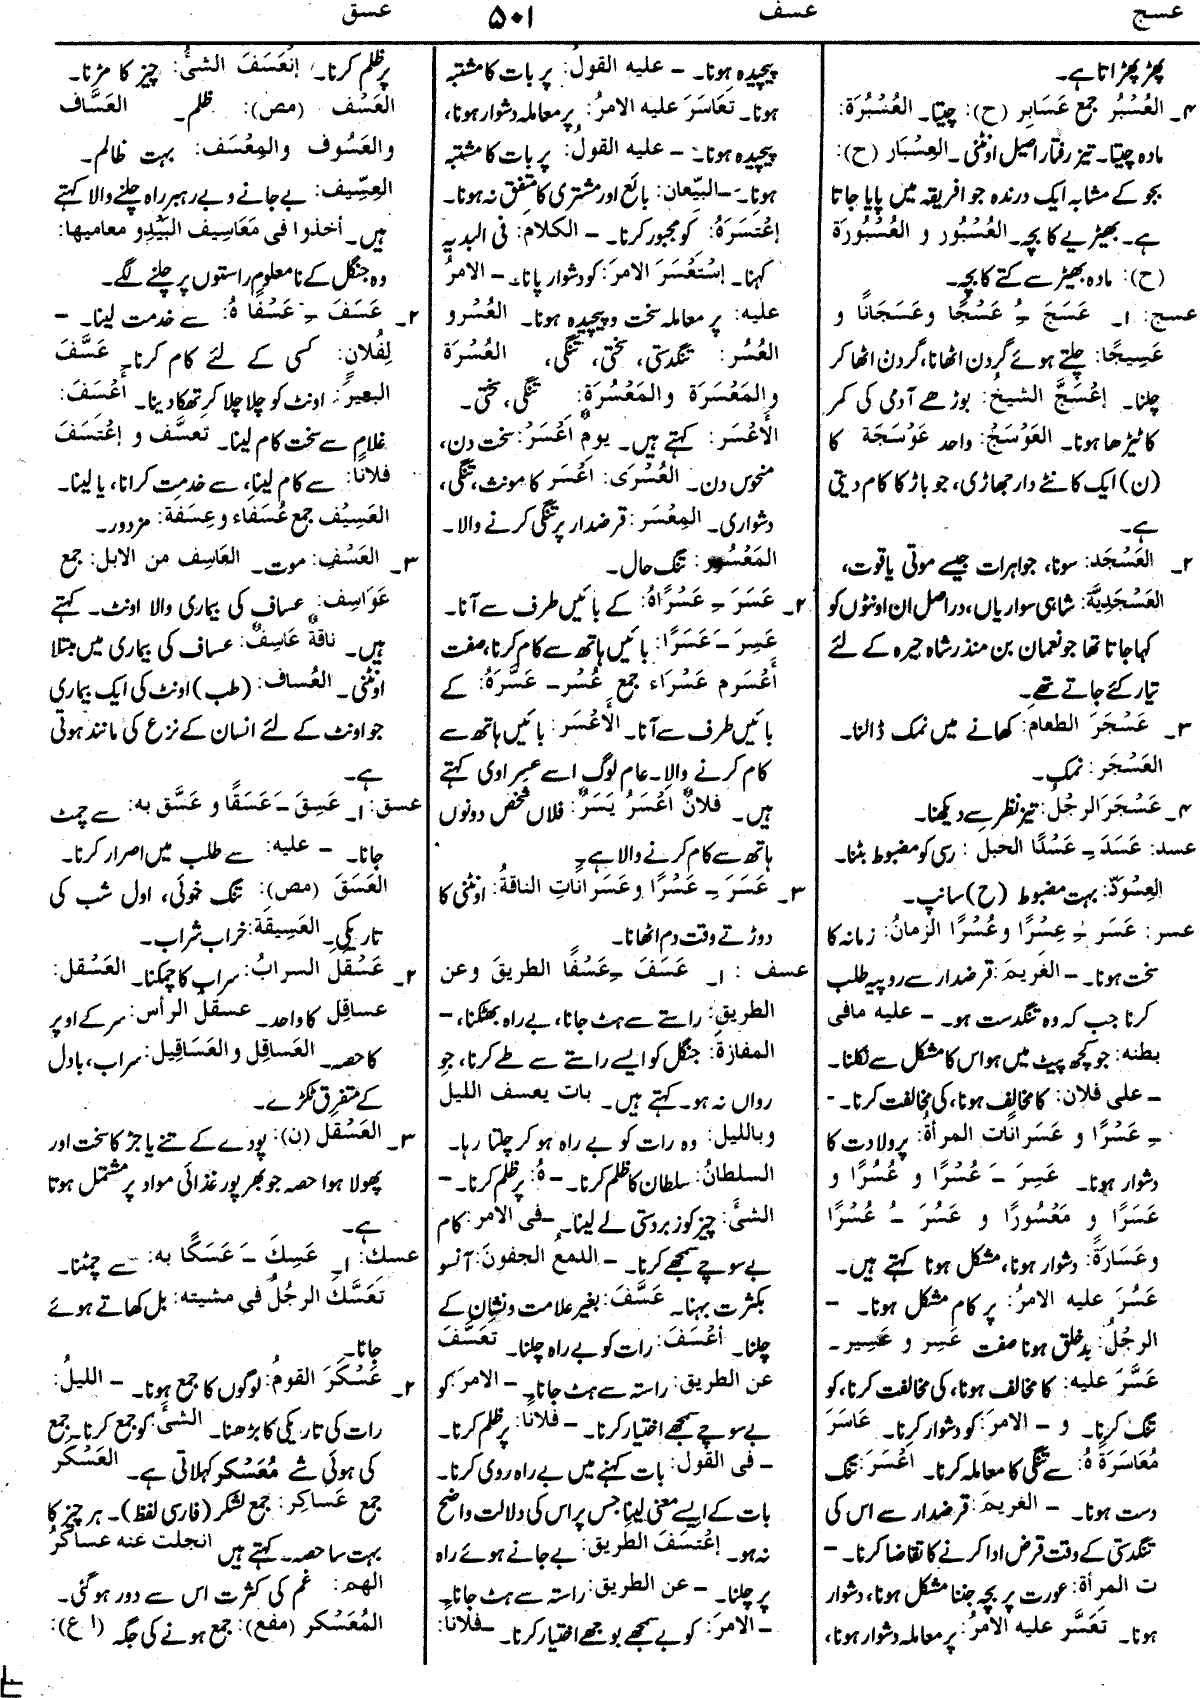 عسج عسف ۵۰۱ عسق
پھڑ پھڑاتا ہے۔
۴۔ العُسْبُر جمع عَسَابِر (ح): چیتا۔ العُسْبُرَة:
مادہ چیتا۔ تیز رفتار اصیل اونٹنی۔ العِسْبَار (ح):
بجو کے مشابہ ایک درندہ جو افریقہ میں پایا جاتا
ہے۔ بھیڑیے کا بچہ۔ العُسْبُور و العُسْبُورَة
(ح): مادہ بھیڑ سے کتے کا بچہ۔
عسج: ۱۔ عَسَجَ ـُِ عَسْجًا وعَسَجَانًا و
عَسِيجًا: چلتے ہوئے گردن اٹھانا، گردن اٹھا کر
چلنا۔ اِعْسَجَّ الشيخُ: بوڑھے آدمی کی کمر
کا ٹیڑھا ہونا۔ العَوْسَجُ: واحد عَوْسَجَة کا
(ن) ایک کانٹے دار جھاڑی، جو باڑ کا کام دیتی
ہے۔
۲۔ العَسْجَد: سونا، جواہرات جیسے موتی یاقوت،
العَسْجَدِيَّة: شاہی سواریاں، دراصل ان اونٹوں کو
کہا جاتا تھا جو نعمان بن منذر شاہ حیرہ کے لئے
تیار کئے جاتے تھے۔
۳۔ عَسْجَرَ الطعامَ: کھانے میں نمک ڈالنا۔
العَسْجَر: نمک۔
۴۔ عَسْجَرَ الرجُلُ: تیز نظر سے دیکھنا۔
عسد: عَسَدَ ـِ عَسْدًا الحبل: رسی کو مضبوط بٹنا۔
العِسْوَدّ: بہت مضبوط (ح) سانپ۔
عسر: عَسَر ـُِ عِسْرًا وعُسْرًا الزمانُ: زمانہ کا
سخت ہونا۔ – الغَريمَ: قرضدار سے روپیہ طلب
کرنا جب کہ وہ تنگدست ہو۔ – عليه مافى
بطنه: جو کچھ پیٹ میں ہو اس کا مشکل سے نکلنا۔
– على فلان: کا مخالف ہونا، کی مخالفت کرنا۔ –
ـِ عَسْرًا و عَسَرانًات المرأةُ: پر ولادت کا
دشوار ہونا۔ عَسِرَ ـَ عَسْرًا و عُسْرًا و
عَسَرًا و مَعْسُورًا و عَسُرَ ـُ عُسْرًا
وعَسَارَةً: دشوار ہونا، مشکل ہونا کہتے ہیں۔
عَسُرَ عليه الامرُ: پر کام مشکل ہونا۔ –
الرجُلُ: بدخلق ہونا صفت عَسِر و عَسِير۔
عَسَّرَ عليه: کا مخالف ہونا، کی مخالفت کرنا، کو
تنگ کرنا۔ و – الامرَ: کو دشوار کرنا۔ عَاسَرَ
مُعَاسَرَةً ہُ: سے تنگی کا معاملہ کرنا۔ اَعْسَرَ: تنگ
دست ہونا۔ – الغريمَ: قرضدار سے اس کی
تنگدستی کے وقت قرض ادا کرنے کا تقاضا کرنا۔ –
ت المرأة: عورت پر بچہ جننا مشکل ہونا، دشوار
ہونا۔ تَعَسَّر عليه الامرُ: پر معاملہ دشوار ہونا،
پیچیدہ ہونا۔ – عليه القولُ: پر بات کا مشتبہ
ہونا۔ تَعَاسَرَ عليه الامرُ: پر معاملہ دشوار ہونا،
پیچیدہ ہونا۔ – عليه القولُ: پر بات کا مشتبہ
ہونا۔ – البيّعان: بائع اور مشتری کا متفق نہ ہونا۔
اِعْتَسَرَهُ: کو مجبور کرنا۔ – الكلامَ: فی البدیہ
کہنا۔ اِسْتَعْسَرَ الامرَ: کو دشوار پانا۔ – الامرُ
عليه: پر معاملہ سخت و پیچیدہ ہونا۔ العُسْر و
العُسُر: تنگدستی، سختی، تنگی، العُسْرَة
والمَعْسَرَة والمَعْسُرَة: تنگی، سختی۔
الأَعْسَر: کہتے ہیں۔ يومٌ اَعْسَرُ: سخت دن،
منحوس دن۔ العُسْرَى: اعْسَر کا مونث، تنگی،
دشواری۔ المِعْسَر: قرضدار پر تنگی کرنے والا۔
المَعْسُور: تنگ حال۔
۲۔ عَسَرَ ـِ عَسْرًاهُ: کے بائیں طرف سے آنا۔
عَسِرَ ـَ عَسَرًا: بائیں ہاتھ سے کام کرنا، صفت
أَعْسَر م عَسْراء جمع عُسْر – عَسَّرَهُ: کے
بائیں طرف سے آنا۔ الأَعْسَر: بائیں ہاتھ سے
کام کرنے والا۔ عام لوگ اسے عیسراوی کہتے
ہیں۔ فلانٌ اَعْسَرُ يَسَرٌ: فلاں شخص دونوں
ہاتھ سے کام کرنے والا ہے۔
۳۔ عَسَرَ ـِ عَسْرًا وعَسَرانًات الناقةُ: اونٹنی کا
دوڑتے وقت دم اٹھانا۔
عسف: ۱۔ عَسَفَ ـِ عَسْفًا الطريقَ وعن
الطريقِ: راستے سے ہٹ جانا، بے راہ بھٹکنا، –
المفازةَ: جنگل کو ایسے راستے سے طے کرنا، جو
رواں نہ ہو۔ کہتے ہیں۔ بات يعسف الليل
وبالليل: وہ رات کو بے راہ ہو کر چلتا رہا۔
السلطانُ: سلطان کا ظلم کرنا۔ – هُ: پر ظلم کرنا۔ –
الشئَ: چیز کو زبردستی لے لینا۔ – فى الامر: کام
بے سوچے سمجھے کرنا۔ – الدمعُ الجفونَ: آنسو
بکثرت بہنا۔ عَسَّفَ: بغیر علامت و نشان کے
چلنا۔ أعْسَفَ: رات کو بے راہ چلنا۔ تعَسَّفَ
عن الطريق: راستہ سے ہٹ جانا۔ – الامرَ: کو
بے سوچے سمجھے اختیار کرنا۔ – فلانًا: پر ظلم کرنا۔
– فى القول: بات کہنے میں بے راہ روی کرنا۔
بات کے ایسے معنی لینا جس پر اس کی دلالت واضح
نہ ہو۔ اِعْتَسَفَ الطريقَ: بے جانے ہوئے راہ
پر چلنا۔ – عن الطريق: راستہ سے ہٹ جانا۔
– الامرَ: کو بے سمجھے بوجھے اختیار کرنا۔ – فلانًا:
پر ظلم کرنا۔ اِنْعَسَفَ الشئُ: چیز کا مڑنا۔
العَسْف (مص): ظلم۔ العَسَّاف
والعَسُوف والمِعْسَف: بہت ظالم۔
العِسِّيف: بے جانے و بے رہبر راہ چلنے والا کہتے
ہیں۔ أخذوا فى مَعَاسِيف البَيْدِو معاميها:
وہ جنگل کے نامعلوم راستوں پر چلنے لگے۔
۲۔ عَسَفَ ـِ عَسْفًا هُ: سے خدمت لینا۔ –
لِفُلان: کسی کے لئے کام کرنا۔ عَسَّفَ
البعيرَ: اونٹ کو چلا چلا کر تھکا دینا۔ أَعْسَفَ:
غلام سے سخت کام لینا۔ تعسَّف و اِعْتَسَفَ
فلانًا: سے کام لینا، سے خدمت کرانا، یا لینا۔
العَسِيْف جمع عُسَفَاء وعِسَفَة: مزدور۔
۳۔ العَسْف: موت۔ العَاسِف من الابل: جمع
عَوَاسِف: عساف کی بیماری والا اونٹ۔ کہتے
ہیں۔ ناقةٌ عَاسِفٌ: عساف کی بیماری میں مبتلا
اونٹنی۔ العُساف: (طب) اونٹ کی ایک بیماری
جو اونٹ کے لئے انسان کے نزع کی مانند ہوتی
ہے۔
عسق: ۱۔ عَسِقَ ـَ عَسَقًا و عَسَّق به: سے چمٹ
جانا۔ – عليه: سے طلب میں اصرار کرنا۔
العَسَق (مص): تنگ خوئی، اول شب کی
تاریکی۔ العَسِيقَة: خراب شراب۔
۲۔ عَسْقَلَ السرابُ: سراب کا چمکنا۔ العَسْقَل:
عساقِل کا واحد۔ عسقلُ الرأس: سر کے اوپر
کا حصہ۔ العَساقِل والعَسَاقِيل: سراب، بادل
کے متفرق ٹکڑے۔
۳۔ العَسْقَل (ن): پودے کے تنے یا جڑ کا سخت اور
پھولا ہوا حصہ جو بھرپور غذائی مواد پر مشتمل ہوتا
ہے۔
عسك: ۱۔ عَسِكَ ـَ عَسَكًا به: سے چمٹنا۔
تَعَسَّكَ الرجُلُ فى مشيته: بل کھاتے ہوئے
جانا۔
۲۔ عَسْكَرَ القومُ: لوگوں کا جمع ہونا۔ – الليلُ:
رات کی تاریکی کا بڑھنا۔ الشئَ: کو جمع کرنا۔ جمع
کی ہوئی شے مُعَسْكر کہلاتی ہے۔ العَسْكَر
جمع عَساكِر: جمع لشکر (فارسی لفظ)۔ ہر چیز کا
بہت سا حصہ۔ کہتے ہیں انجلت عنه عساكرُ
الهم: غم کی کثرت اس سے دور ہوگئی۔
المُعَسْكر (مفع): جمع ہونے کی جگہ (ا ع):